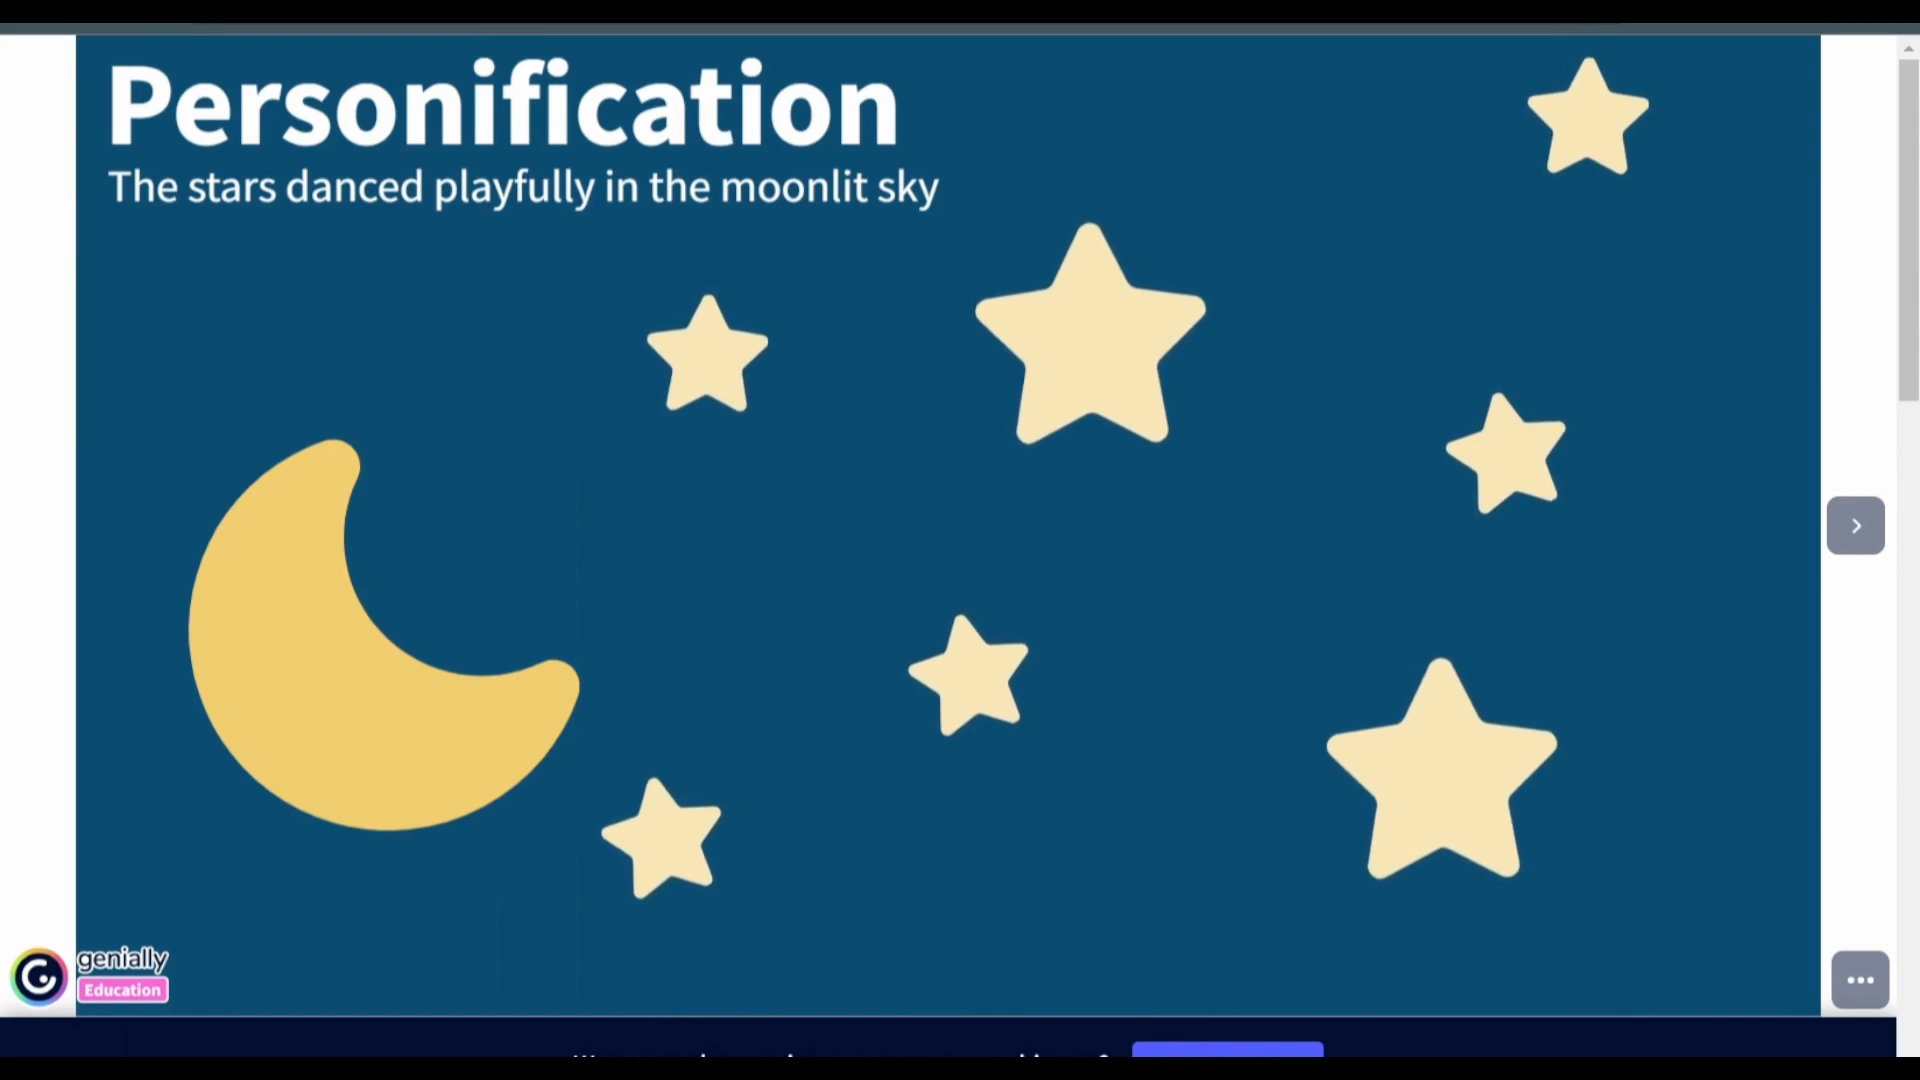 Personification
The stars danced playfully in the moonlit sky
genially
Education